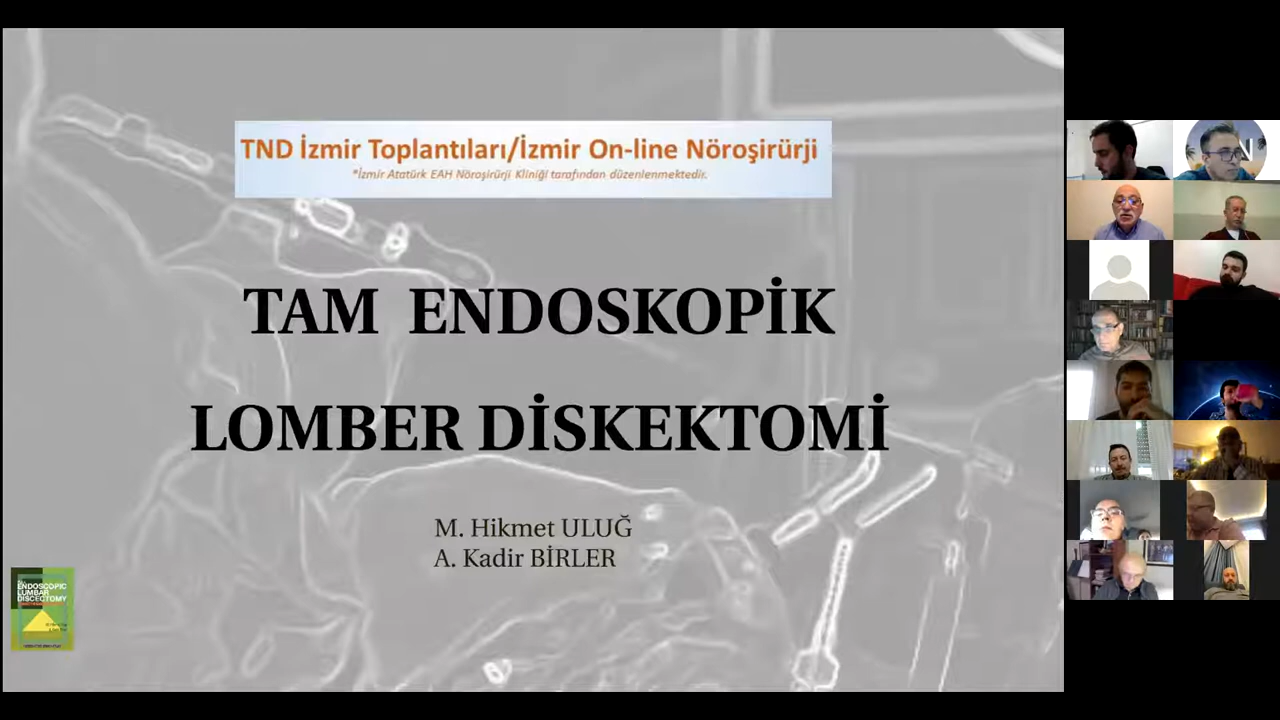 TND İzmir Toplantıları/İzmir On-line Nöroşirürji
*İzmir Atatürk EAH Nöroşirürji Kliniği tarafından düzenlenmektedir.
TAM ENDOSKOPİK
LOMBER DİSKEKTOMİ
M. Hikmet ULUĞ
A. Kadir BİRLER
ENDOSCOPIC
LUMBAR
DISCECTOMY
N